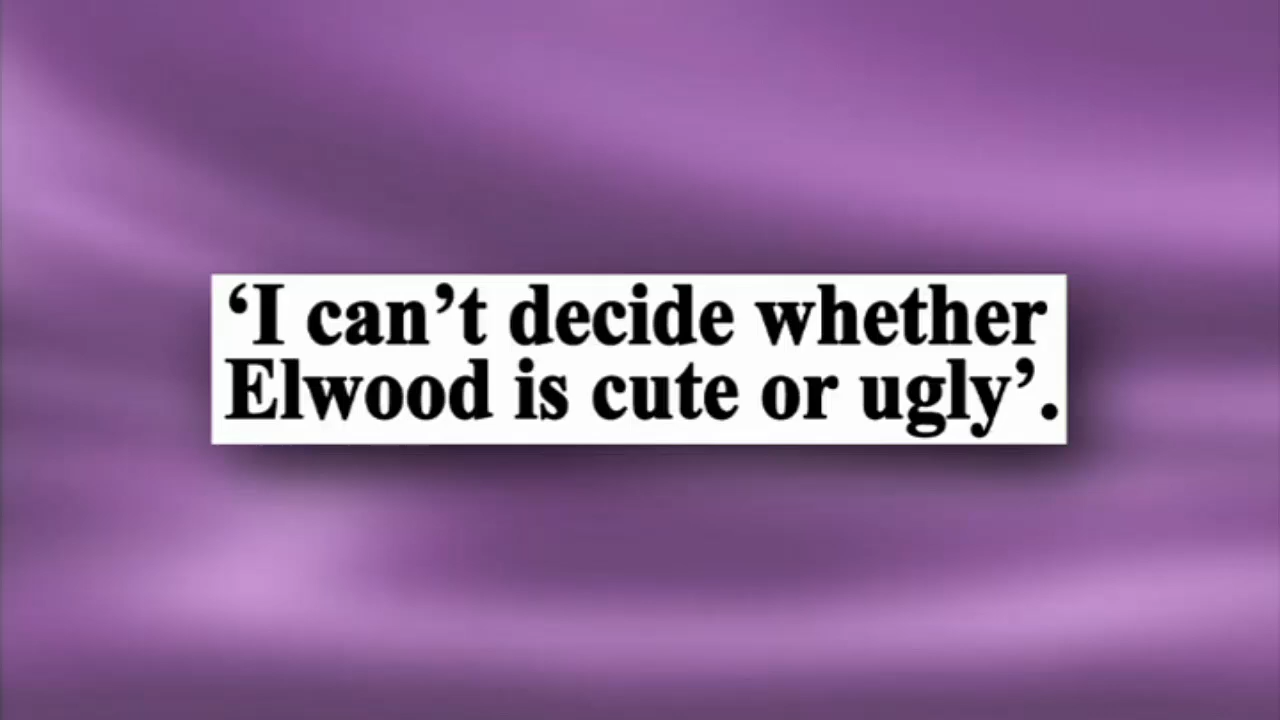 ‘I can’t decide whether
Elwood is cute or ugly’.